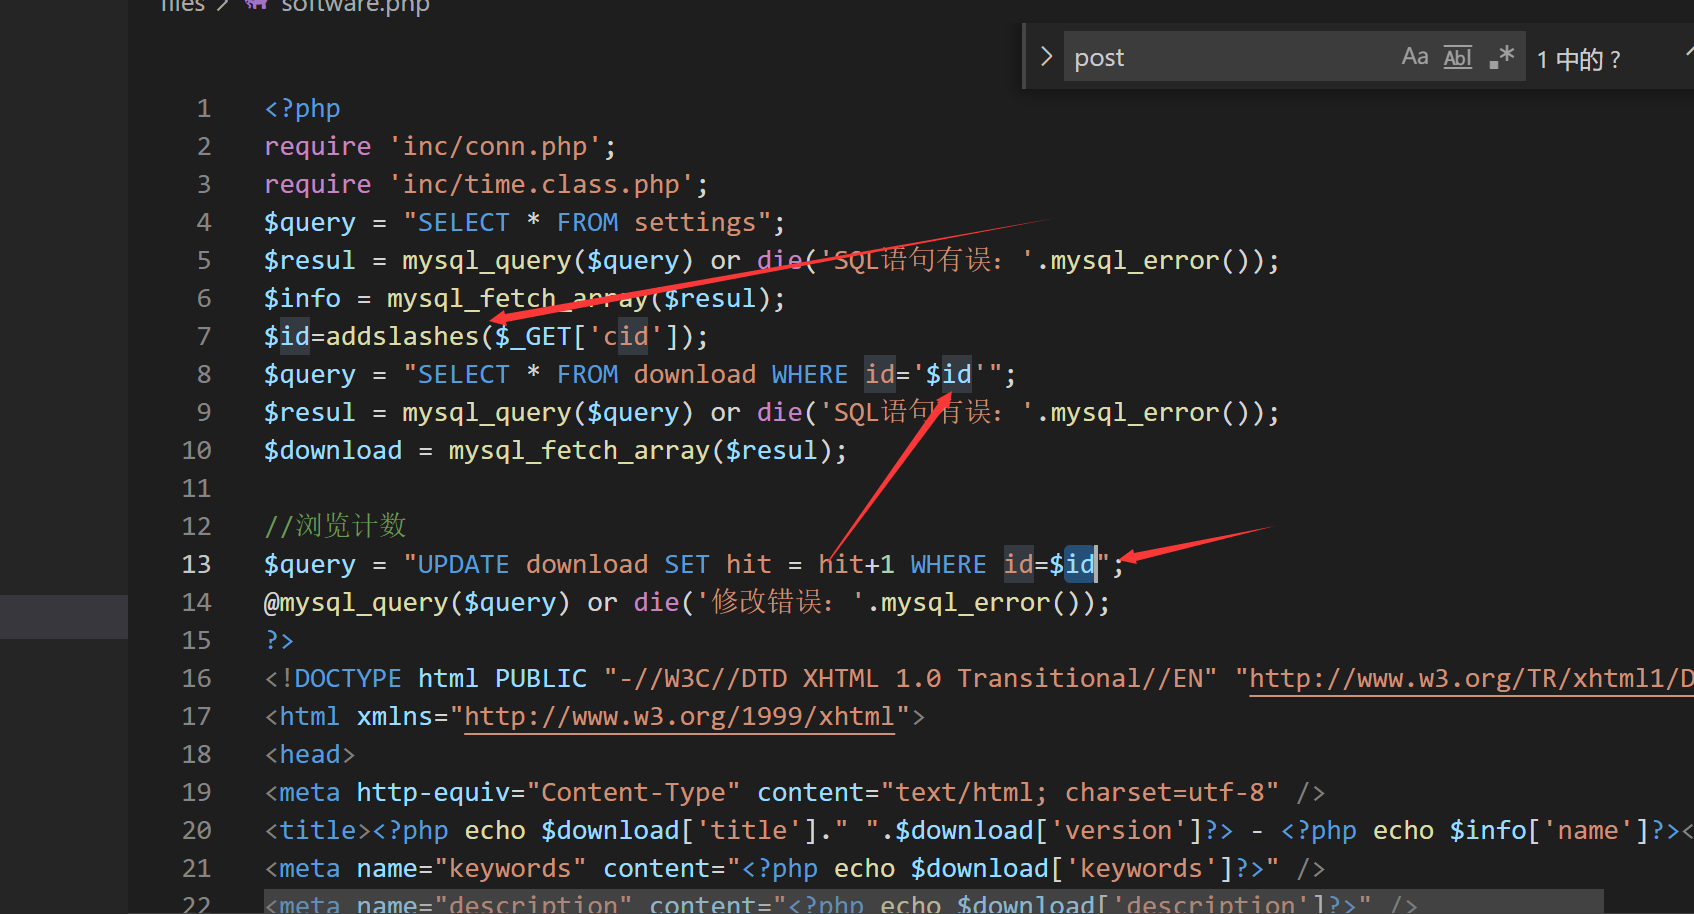 files > software.php
> post Aa Abl .* 1 中的 ?
1 <?php
2 require 'inc/conn.php';
3 require 'inc/time.class.php';
4 $query = "SELECT * FROM settings";
5 $resul = mysql_query($query) or die('SQL语句有误：'.mysql_error());
6 $info = mysql_fetch_array($resul);
7 $id=addslashes($_GET['cid']);
8 $query = "SELECT * FROM download WHERE id='$id'";
9 $resul = mysql_query($query) or die('SQL语句有误：'.mysql_error());
10 $download = mysql_fetch_array($resul);
11
12 //浏览计数
13 $query = "UPDATE download SET hit = hit+1 WHERE id=$id";
14 @mysql_query($query) or die('修改错误：'.mysql_error());
15 ?>
16 <!DOCTYPE html PUBLIC "-//W3C//DTD XHTML 1.0 Transitional//EN" "http://www.w3.org/TR/xhtml1/D
17 <html xmlns="http://www.w3.org/1999/xhtml">
18 <head>
19 <meta http-equiv="Content-Type" content="text/html; charset=utf-8" />
20 <title><?php echo $download['title']." ".$download['version']?> - <?php echo $info['name']?><
21 <meta name="keywords" content="<?php echo $download['keywords']?>" />
22 <meta name="description" content="<?php echo $download['description']?>" />